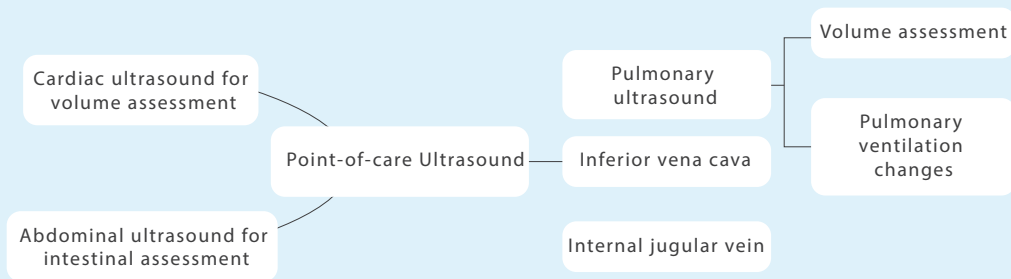 Cardiac ultrasound for
volume assessment
Abdominal ultrasound for
intestinal assessment
Point-of-care Ultrasound
Pulmonary
ultrasound
Inferior vena cava
Internal jugular vein
Volume assessment
Pulmonary
ventilation
changes